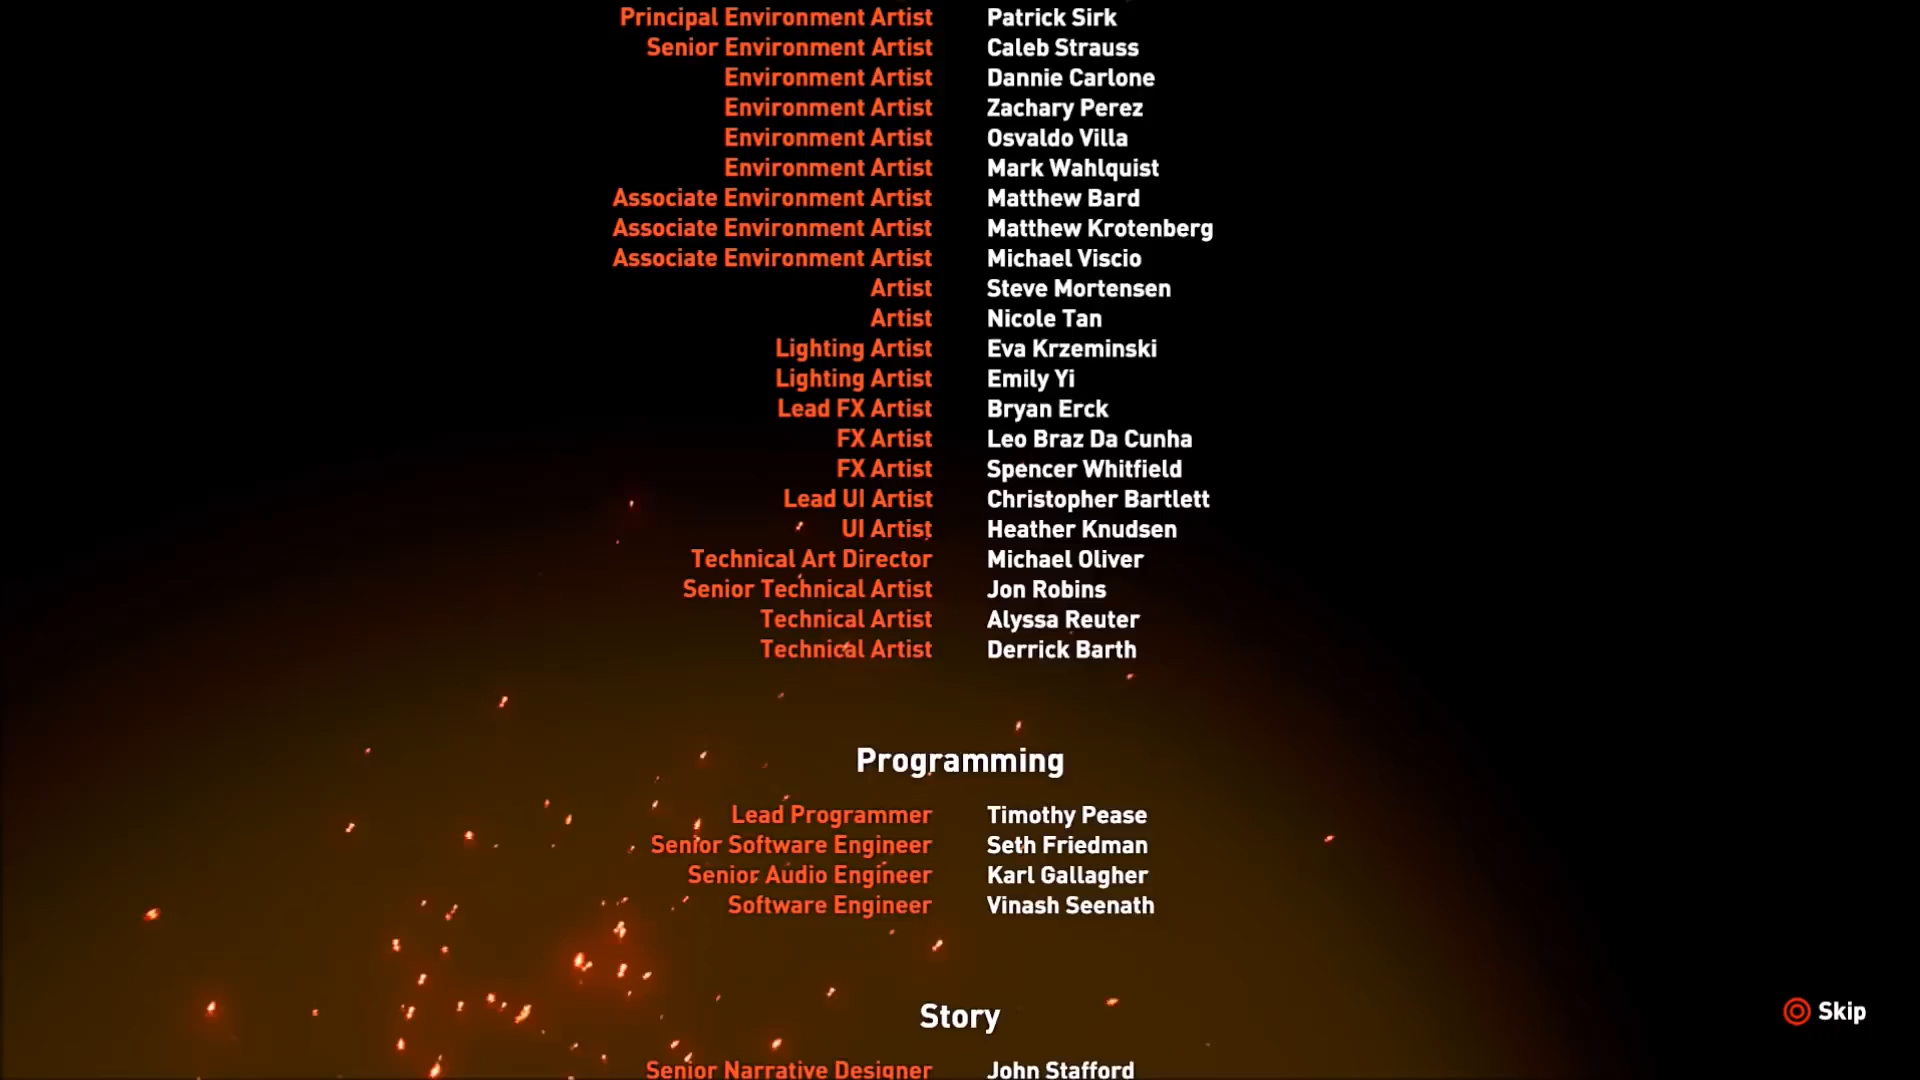 Principal Environment Artist Patrick Sirk
Senior Environment Artist Caleb Strauss
Environment Artist Dannie Carlone
Environment Artist Zachary Perez
Environment Artist Osvaldo Villa
Environment Artist Mark Wahlquist
Associate Environment Artist Matthew Bard
Associate Environment Artist Matthew Krotenberg
Associate Environment Artist Michael Viscio
Artist Steve Mortensen
Artist Nicole Tan
Lighting Artist Eva Krzeminski
Lighting Artist Emily Yi
Lead FX Artist Bryan Erck
FX Artist Leo Braz Da Cunha
FX Artist Spencer Whitfield
Lead UI Artist Christopher Bartlett
UI Artist Heather Knudsen
Technical Art Director Michael Oliver
Senior Technical Artist Jon Robins
Technical Artist Alyssa Reuter
Technical Artist Derrick Barth
Programming
Lead Programmer Timothy Pease
Senior Software Engineer Seth Friedman
Senior Audio Engineer Karl Gallagher
Software Engineer Vinash Seenath
Story
Senior Narrative Designer John Stafford
Skip